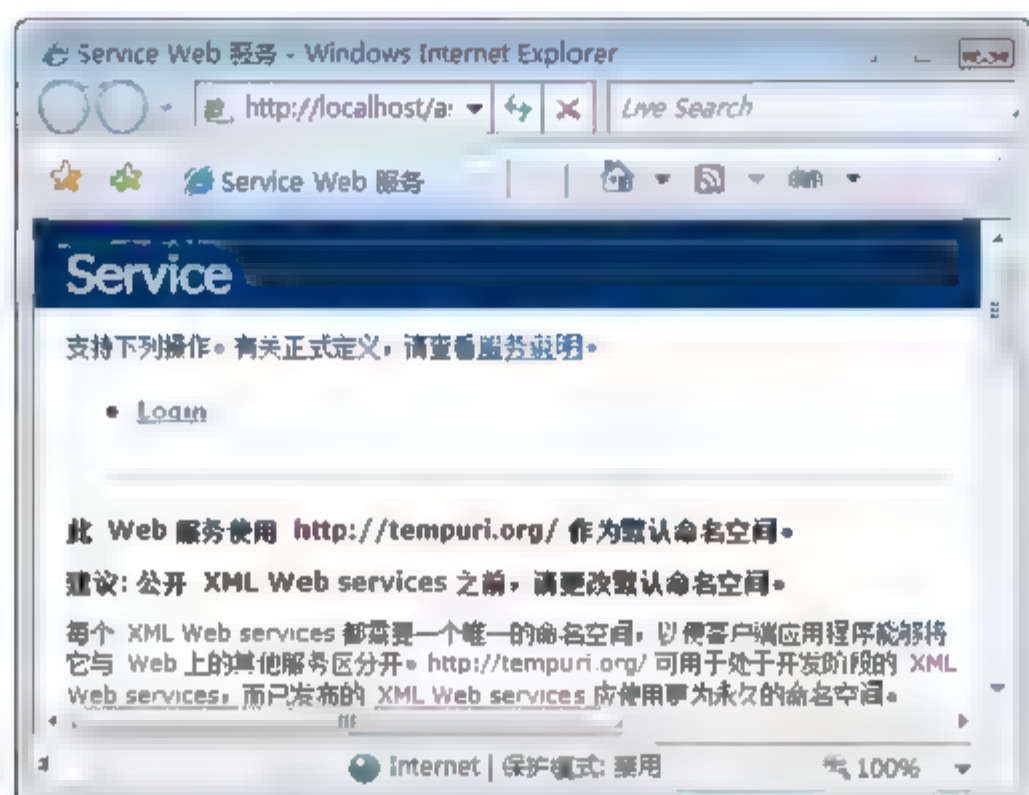 Service Web 服务 - Windows Internet Explorer
http://localhost/a
Live Search
Service Web 服务
Service
支持下列操作。有关正式定义，请查看服务说明。
Login
此 Web 服务使用 http://tempuri.org/ 作为默认命名空间。
建议: 公开 XML Web services 之前，请更改默认命名空间。
每个 XML Web services 都需要一个唯一的命名空间，以便客户端应用程序能够将
它与 Web 上的其他服务区分开。http://tempuri.org/ 可用于处于开发阶段的 XML
Web services，而已发布的 XML Web services 应使用更为永久的命名空间。
Internet | 保护模式: 禁用
100%